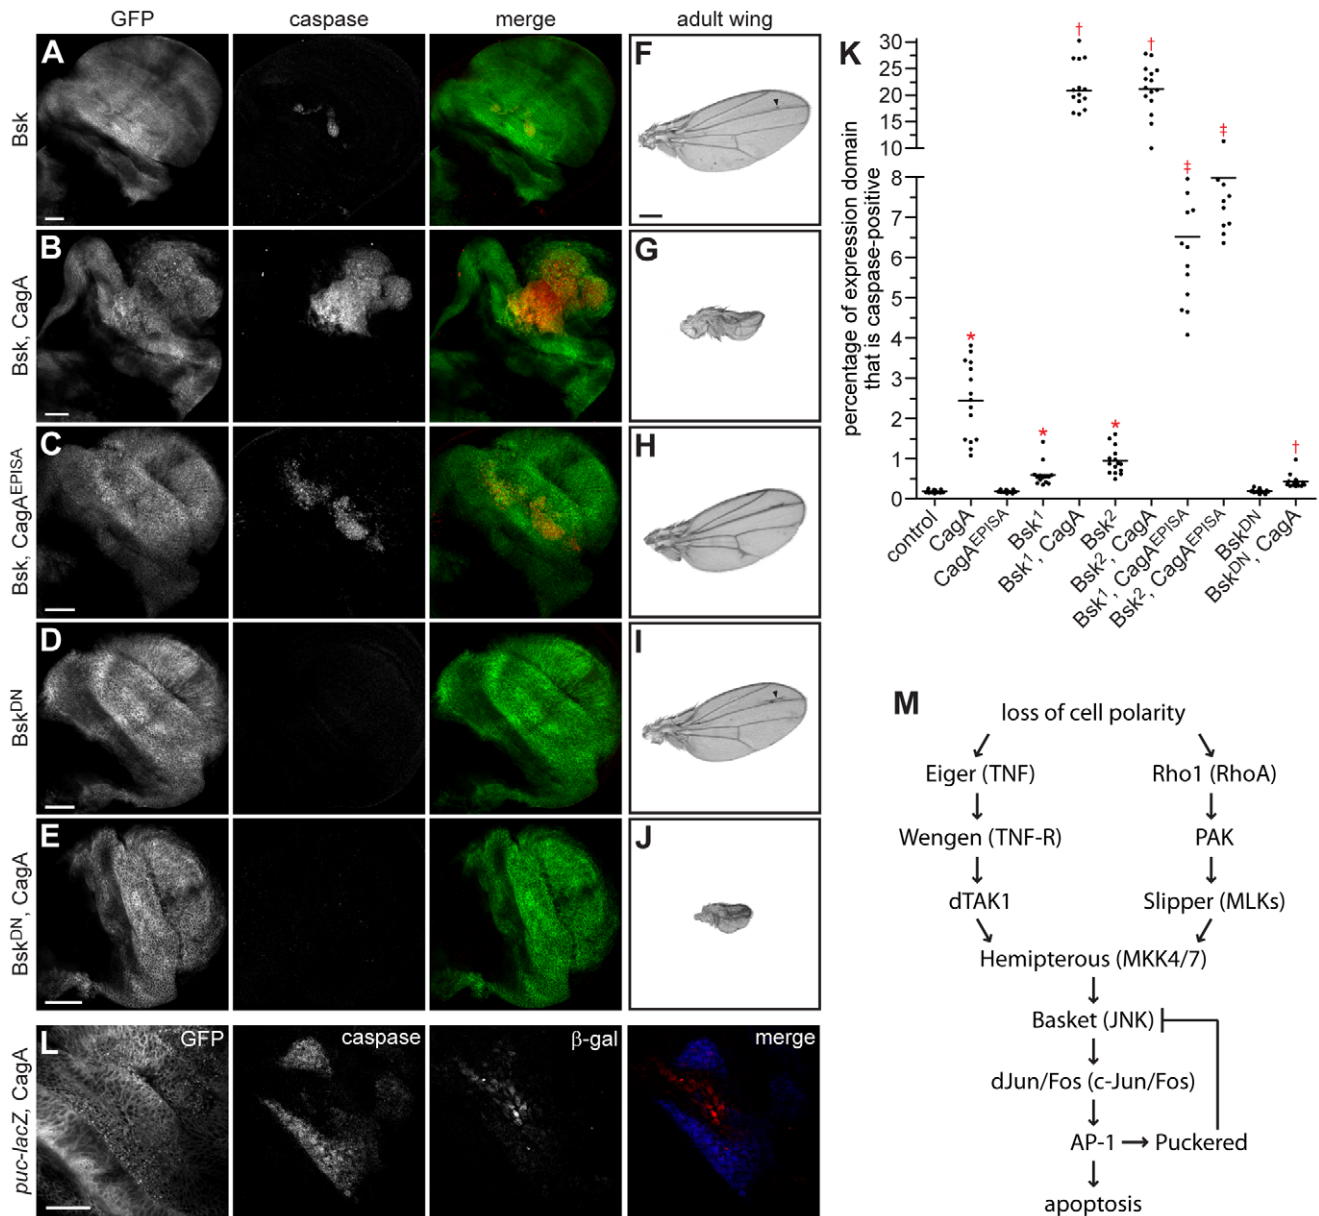 GFP caspase merge adult wing
A
Bsk
F
B
Bsk, CagA
G
C
Bsk, CagA^EPISA
H
D
Bsk^DN
I
E
Bsk^DN, CagA
J
L
puc-lacZ, CagA
GFP
caspase
β-gal
merge
K
percentage of expression domain
that is caspase-positive
30
25
20
15
10
8
7
6
5
4
3
2
1
0
*
*
†
*
†
‡
‡
†
control
CagA
CagA^EPISA
Bsk^1
Bsk^1, CagA
Bsk^2
Bsk^2, CagA
Bsk^1, CagA^EPISA
Bsk^2, CagA^EPISA
Bsk^DN
Bsk^DN, CagA
M
loss of cell polarity
Eiger (TNF) Rho1 (RhoA)
Wengen (TNF-R) PAK
dTAK1 Slipper (MLKs)
Hemipterous (MKK4/7)
Basket (JNK)
dJun/Fos (c-Jun/Fos)
AP-1 Puckered
apoptosis